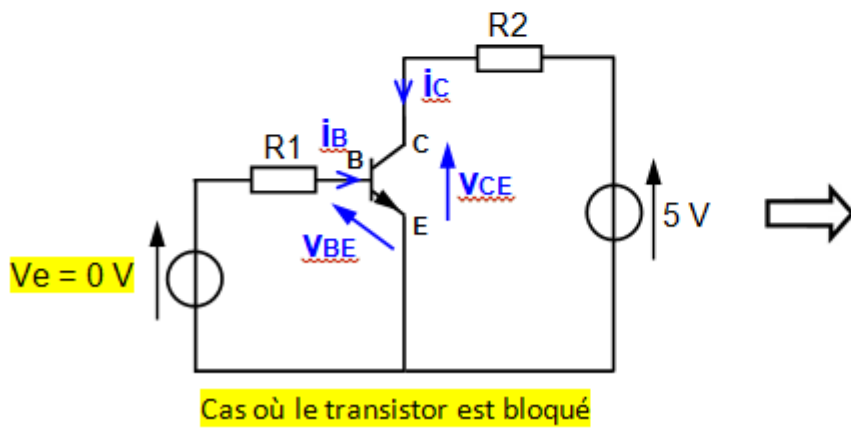 R2
iC
iB
R1
B
C
VCE
E
5 V
VBE
Ve = 0 V
Cas où le transistor est bloqué